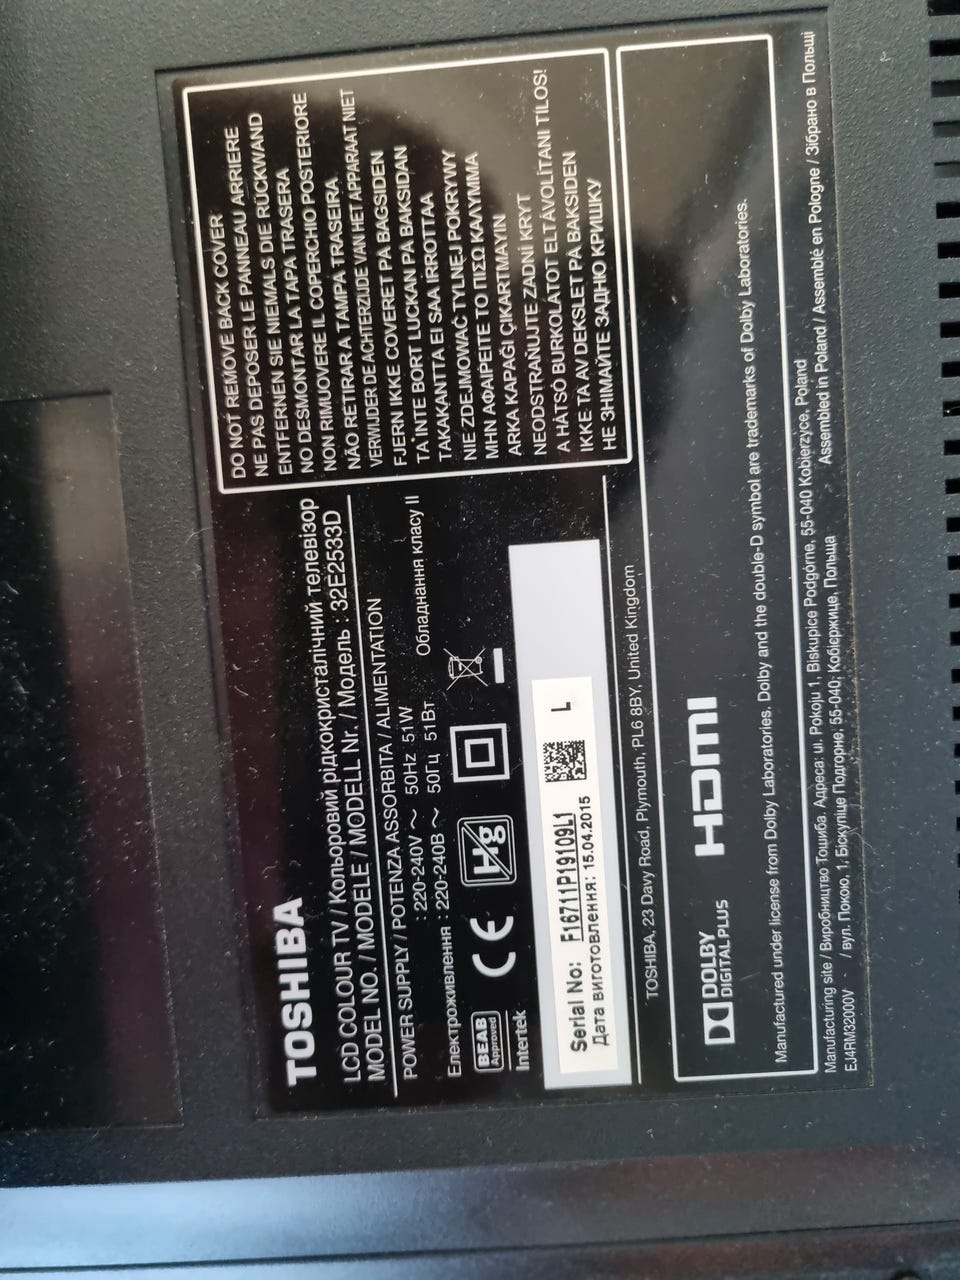 TOSHIBA
LCD COLOUR TV / Кольоровий рідкокристалічний телевізор
MODEL NO. / MODELE / MODELL Nr. / Модель : 32E2533D
POWER SUPPLY / POTENZA ASSORBITA / ALIMENTATION
: 220-240V ~ 50Hz 51W
Електроживлення : 220-240В ~ 50Гц 51Вт
Обладнання класу II
BEAB
Approved
Intertek
CE
Hg
Serial No: F16711P19109L1
L
Дата виготовлення: 15.04.2015
DO NOT REMOVE BACK COVER
NE PAS DEPOSER LE PANNEAU ARRIERE
ENTFERNEN SIE NIEMALS DIE RÜCKWAND
NO DESMONTAR LA TAPA TRASERA
NON RIMUOVERE IL COPERCHIO POSTERIORE
NÃO RETIRAR A TAMPA TRASEIRA
VERWIJDER DE ACHTERZIJDE VAN HET APPARAAT NIET
FJERN IKKE COVERET PÅ BAGSIDEN
TA INTE BORT LUCKAN PÅ BAKSIDAN
TAKAKANTTA EI SAA IRROTTAA
NIE ZDEJMOWAĆ TYLNEJ POKRYWY
ΜΗΝ ΑΦΑΙΡΕΙΤΕ ΤΟ ΠΙΣΩ ΚΑΛΥΜΜΑ
ARKA KAPAĞI ÇIKARTMAYIN
NEODSTRAŇUJTE ZADNÍ KRYT
A HÁTSÓ BURKOLATOT ELTÁVOLÍTANI TILOS!
IKKE TA AV DEKSLET PÅ BAKSIDEN
НЕ ЗНІМАЙТЕ ЗАДНЮ КРИШКУ
TOSHIBA, 23 Davy Road, Plymouth, PL6 8BY, United Kingdom
DOLBY
DIGITAL PLUS
HDMI
Manufactured under license from Dolby Laboratories. Dolby and the double-D symbol are trademarks of Dolby Laboratories.
Manufacturing site / Виробництво Тошиба. Адреса: ul. Pokoju 1, Biskupice Podgórne, 55-040 Kobierzyce, Poland
/ вул. Покою, 1, Біскупіце Подгорне, 55-040, Кобієржице, Польща
EJ4RM32000V
Assembled in Poland / Assemblé en Pologne / Зібрано в Польщі